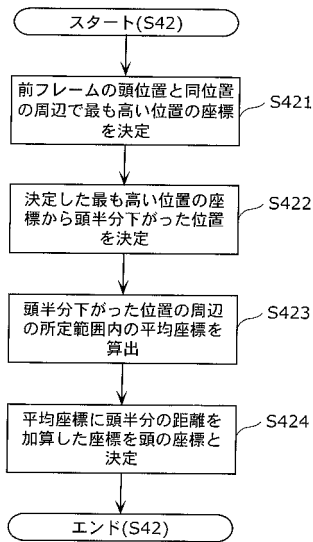 スタート(S42)
前フレームの頭位置と同位置
の周辺で最も高い位置の座標
を決定
S421
決定した最も高い位置の座
標から頭半分下がった位置
を決定
S422
頭半分下がった位置の周辺
の所定範囲内の平均座標を
算出
S423
平均座標に頭半分の距離を
加算した座標を頭の座標と
決定
S424
エンド(S42)